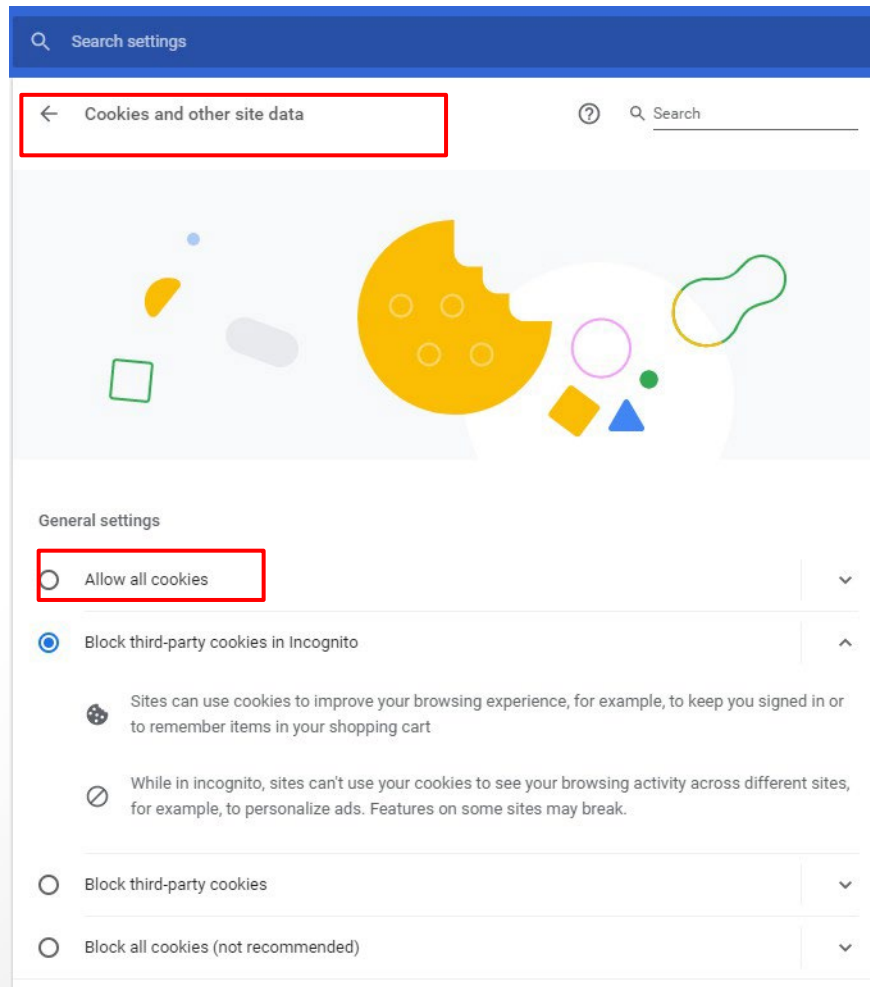 Search settings
Cookies and other site data
Search
General settings
Allow all cookies
Block third-party cookies in Incognito
Sites can use cookies to improve your browsing experience, for example, to keep you signed in or
to remember items in your shopping cart
While in incognito, sites can't use your cookies to see your browsing activity across different sites,
for example, to personalize ads. Features on some sites may break.
Block third-party cookies
Block all cookies (not recommended)